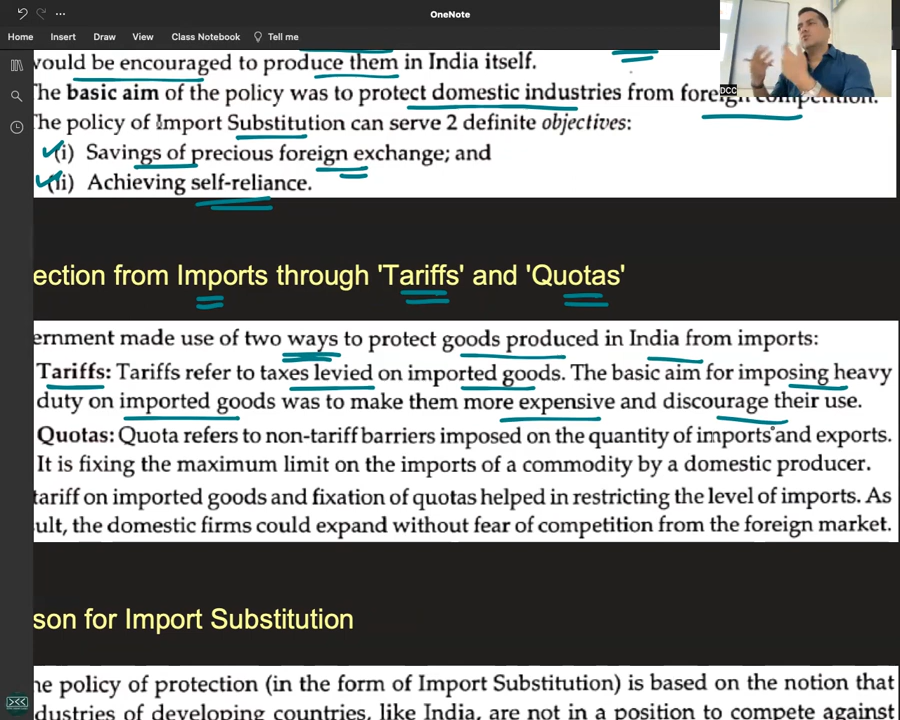 OneNote
Home Insert Draw View Class Notebook Tell me
would be encouraged to produce them in India itself.
The basic aim of the policy was to protect domestic industries from foreign competition.
The policy of Import Substitution can serve 2 definite objectives:
(i) Savings of precious foreign exchange; and
(ii) Achieving self-reliance.
ection from Imports through 'Tariffs' and 'Quotas'
ernment made use of two ways to protect goods produced in India from imports:
Tariffs: Tariffs refer to taxes levied on imported goods. The basic aim for imposing heavy
duty on imported goods was to make them more expensive and discourage their use.
Quotas: Quota refers to non-tariff barriers imposed on the quantity of imports and exports.
It is fixing the maximum limit on the imports of a commodity by a domestic producer.
tariff on imported goods and fixation of quotas helped in restricting the level of imports. As
ult, the domestic firms could expand without fear of competition from the foreign market.
son for Import Substitution
he policy of protection (in the form of Import Substitution) is based on the notion that
dustries of developing countries, like India, are not in a position to compete against
DCC